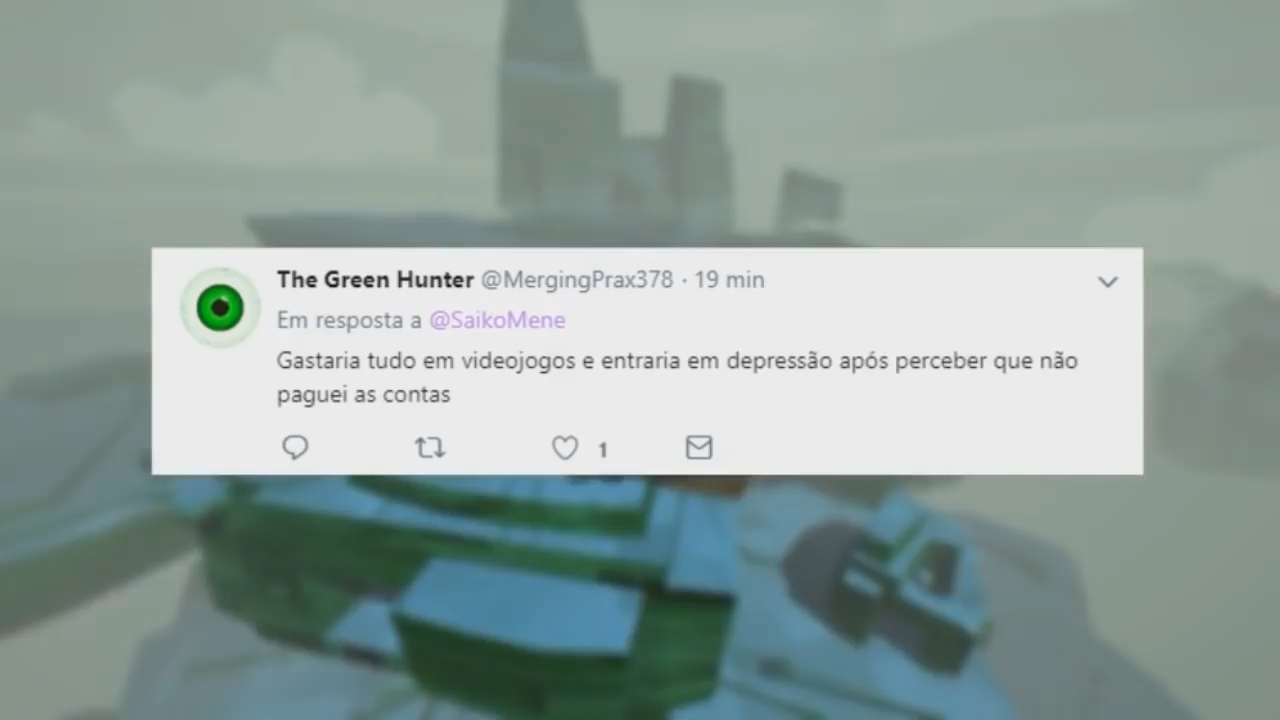 The Green Hunter @MergingPrax378 · 19 min
Em resposta a @SaikoMene
Gastaria tudo em videojogos e entraria em depressão após perceber que não
paguei as contas
1